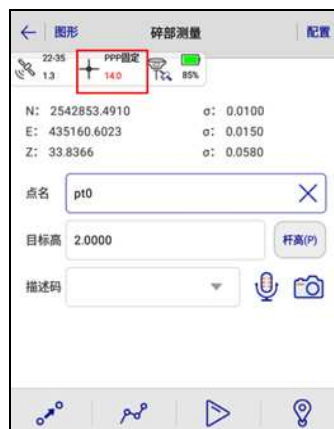 图形 碎部测量 配置
22-35 PPP固定
1.3 14.0 85%
N: 2542853.4910 σ: 0.0100
E: 435160.6023 σ: 0.0150
Z: 33.8366 σ: 0.0580
点名 pt0
目标高 2.0000 杆高(P)
描述码